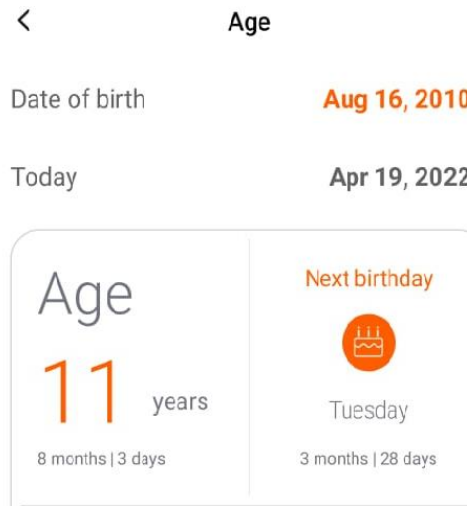 Age
Date of birth Aug 16, 2010
Today Apr 19, 2022
Age
11 years
8 months | 3 days
Next birthday
Tuesday
3 months | 28 days